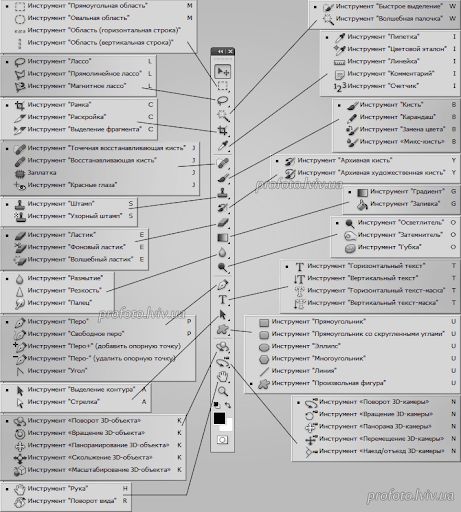 Инструмент "Прямоугольная область" M
Инструмент "Овальная область" M
Инструмент "Область (горизонтальная строка)"
Инструмент "Область (вертикальная строка)"
Инструмент "Лассо" L
Инструмент "Прямолинейное лассо" L
Инструмент "Магнитное лассо" L
Инструмент "Рамка" C
Инструмент "Раскройка" C
Инструмент "Выделение фрагмента" C
Инструмент "Точечная восстанавливающая кисть" J
Инструмент "Восстанавливающая кисть" J
Заплатка J
Инструмент "Красные глаза" J
Инструмент "Штамп" S
Инструмент "Узорный штамп" S
Инструмент "Ластик" E
Инструмент "Фоновый ластик" E
Инструмент "Волшебный ластик" E
Инструмент "Размытие"
Инструмент "Резкость"
Инструмент "Палец"
profoto.lviv.ua
Инструмент "Перо" P
Инструмент "Свободное перо" P
Инструмент "Перо+" (добавить опорную точку)
Инструмент "Перо-" (удалить опорную точку)
Инструмент "Угол"
Инструмент "Выделение контура" A
Инструмент "Стрелка" A
Инструмент «Поворот 3D-объекта» K
Инструмент «Вращение 3D-объекта» K
Инструмент «Панорамирование 3D-объекта» K
Инструмент «Скольжение 3D-объекта» K
Инструмент «Масштабирование 3D-объекта» K
Инструмент "Рука" H
Инструмент "Поворот вида" R
Инструмент "Быстрое выделение" W
Инструмент "Волшебная палочка" W
Инструмент "Пипетка" I
Инструмент "Цветовой эталон" I
Инструмент "Линейка" I
Инструмент "Комментарий" I
Инструмент "Счетчик" I
Инструмент "Кисть" B
Инструмент "Карандаш" B
Инструмент "Замена цвета" B
Инструмент «Микс-кисть» B
Инструмент "Архивная кисть" Y
Инструмент "Архивная художественная кисть" Y
profoto.lviv.ua
Инструмент "Градиент" G
Инструмент "Заливка" G
Инструмент "Осветлитель" O
Инструмент "Затемнитель" O
Инструмент "Губка" O
Инструмент "Горизонтальный текст" T
Инструмент "Вертикальный текст" T
Инструмент "Горизонтальный текст-маска" T
Инструмент "Вертикальный текст-маска" T
Инструмент "Прямоугольник" U
Инструмент "Прямоугольник со скругленными углами" U
Инструмент "Эллипс" U
Инструмент "Многоугольник" U
Инструмент "Линия" U
Инструмент "Произвольная фигура" U
Инструмент «Поворот 3D-камеры» N
Инструмент «Вращение 3D-камеры» N
Инструмент «Панорама 3D-камеры» N
Инструмент «Перемещение 3D-камеры» N
Инструмент «Наезд/отъезд 3D-камеры» N
profoto.lviv.ua